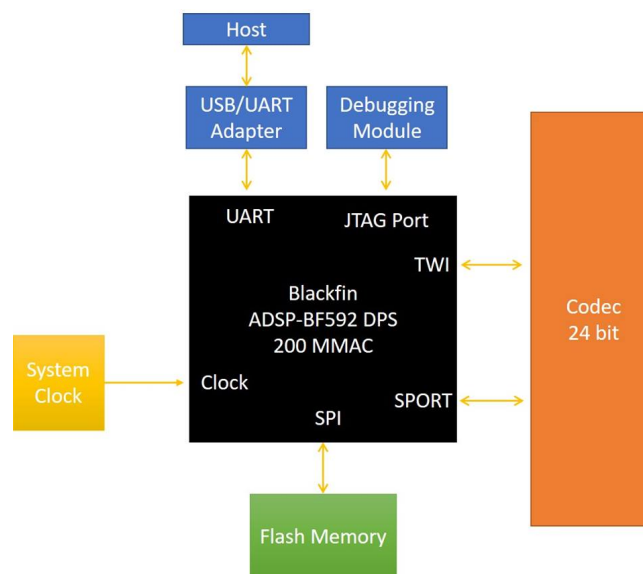 Host
USB/UART
Adapter
Debugging
Module
UART
JTAG Port
TWI
Blackfin
ADSP-BF592 DPS
200 MMAC
Codec
24 bit
System
Clock
Clock
SPORT
SPI
Flash Memory